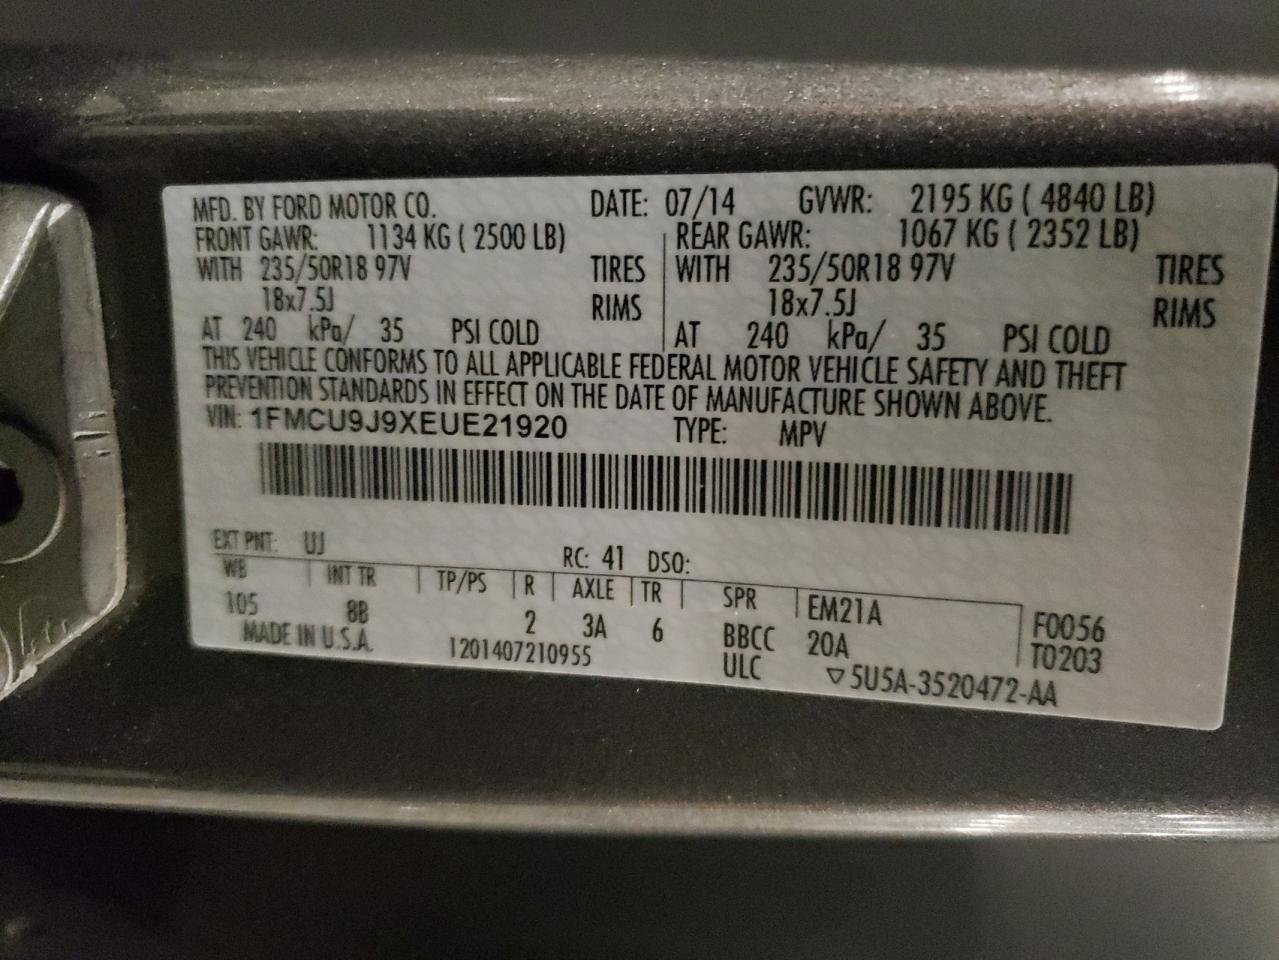 MFD. BY FORD MOTOR CO. DATE: 07/14 GVWR: 2195 KG ( 4840 LB)
FRONT GAWR: 1134 KG ( 2500 LB) REAR GAWR: 1067 KG ( 2352 LB)
WITH 235/50R18 97V TIRES WITH 235/50R18 97V TIRES
18x7.5J RIMS 18x7.5J RIMS
AT 240 kPa/ 35 PSI COLD AT 240 kPa/ 35 PSI COLD
THIS VEHICLE CONFORMS TO ALL APPLICABLE FEDERAL MOTOR VEHICLE SAFETY AND THEFT
PREVENTION STANDARDS IN EFFECT ON THE DATE OF MANUFACTURE SHOWN ABOVE.
VIN: 1FMCU9J9XEUE21920 TYPE: MPV
EXT PNT: UJ RC: 41 DSO:
WB INT TR TP/PS R AXLE TR SPR EM21A F0056
105 8B 2 3A 6 BBCC 20A T0203
MADE IN U.S.A. 1201407210955 ULC ▽5U5A-3520472-AA